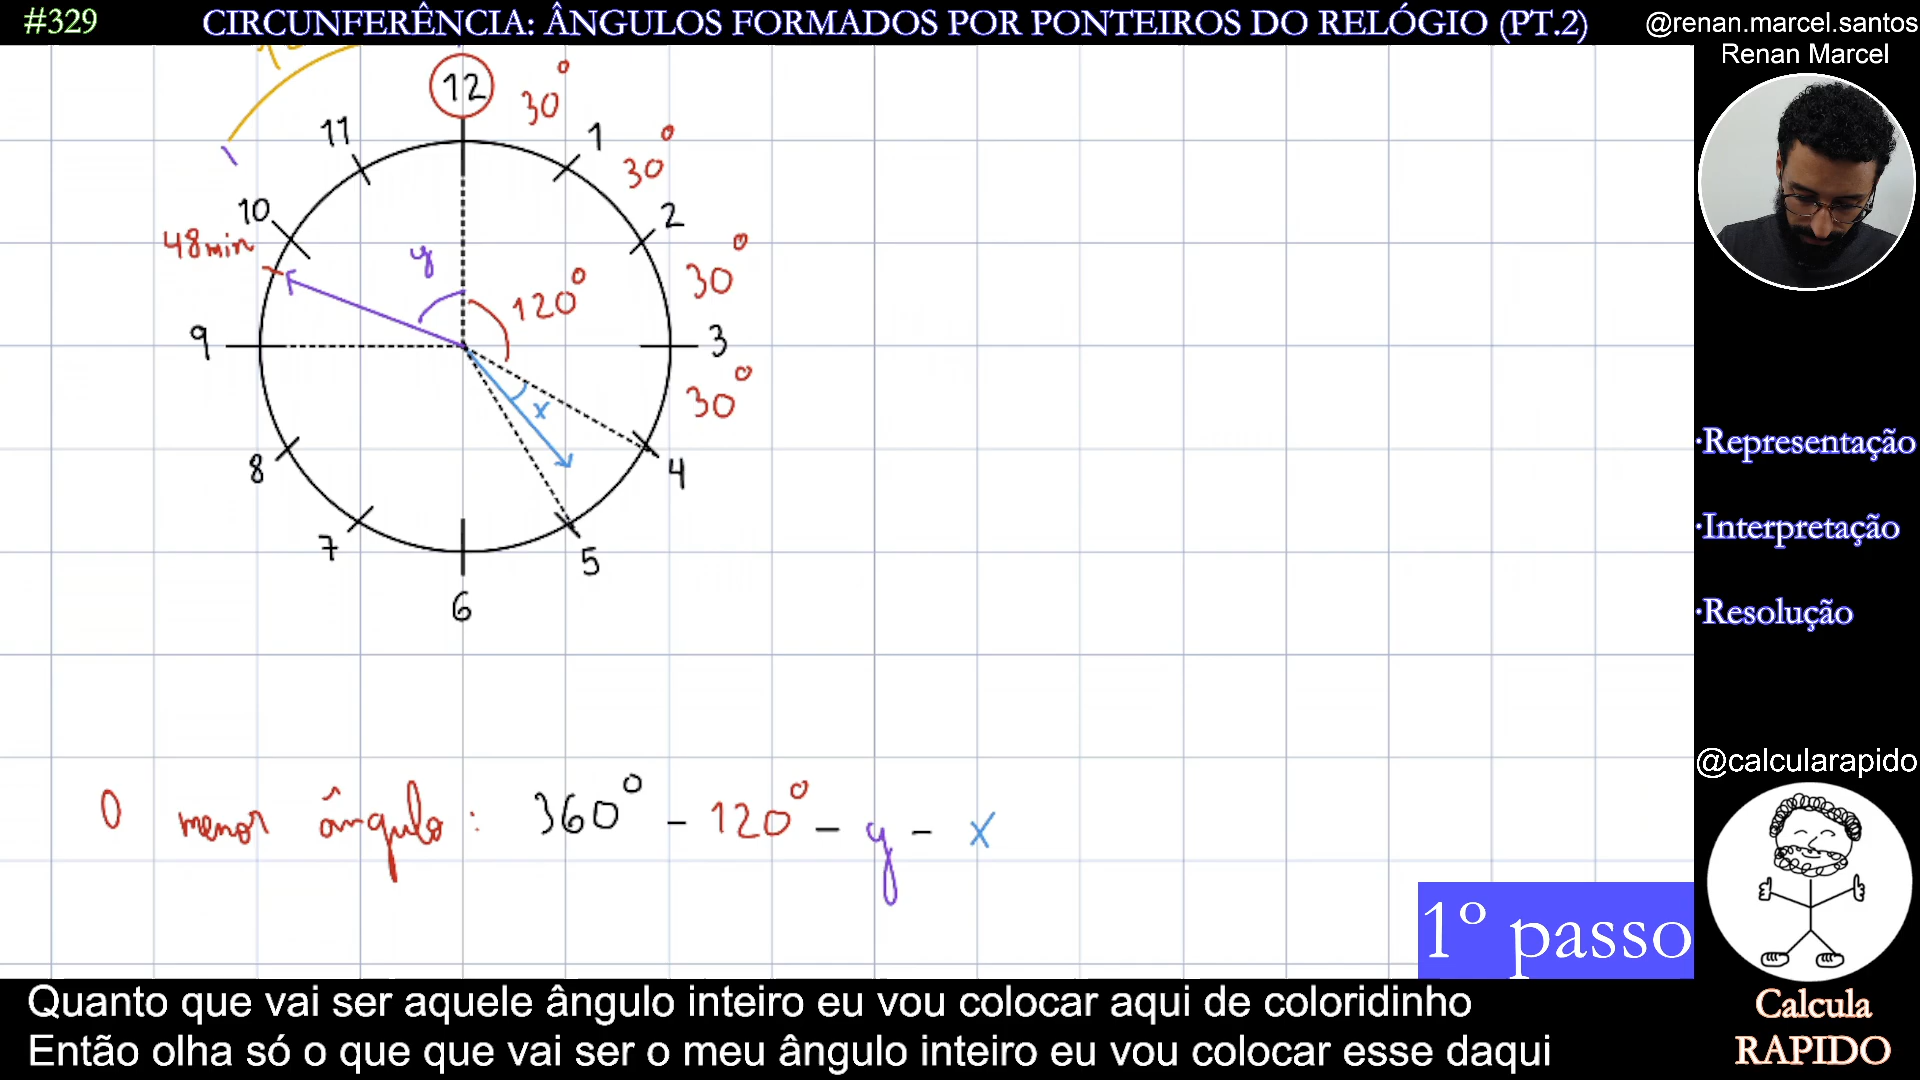 #329
CIRCUNFERÊNCIA: ÂNGULOS FORMADOS POR PONTEIROS DO RELÓGIO (PT.2)
@renan.marcel.santos
Renan Marcel
12
30°
11
1
30°
10
2
48min
y
30°
120°
9
3
30°
x
8
4
7
5
6
O menor ângulo: 360° - 120° - y - x
·Representação
·Interpretação
·Resolução
@calcularapido
1º passo
Calcula
RAPIDO
Quanto que vai ser aquele ângulo inteiro eu vou colocar aqui de coloridinho
Então olha só o que que vai ser o meu ângulo inteiro eu vou colocar esse daqui